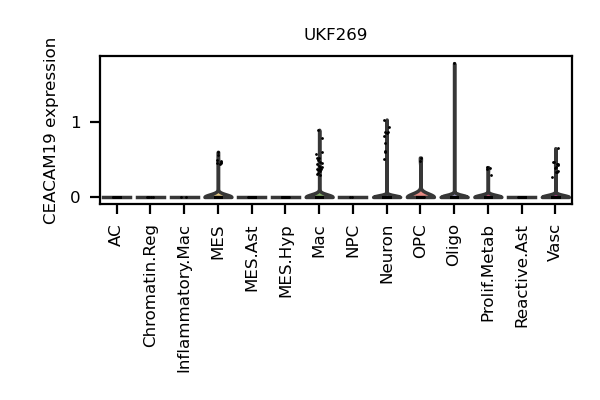 UKF269
CEACAM19 expression
1
0
AC
Chromatin.Reg
Inflammatory.Mac
MES
MES.Ast
MES.Hyp
Mac
NPC
Neuron
OPC
Oligo
Prolif.Metab
Reactive.Ast
Vasc